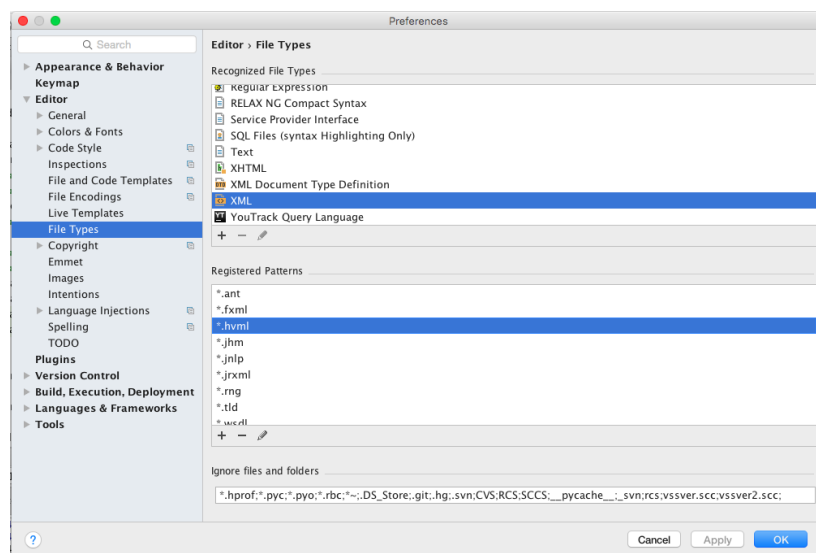 Preferences
Search
Appearance & Behavior
Keymap
Editor
General
Colors & Fonts
Code Style
Inspections
File and Code Templates
File Encodings
Live Templates
File Types
Copyright
Emmet
Images
Intentions
Language Injections
Spelling
TODO
Plugins
Version Control
Build, Execution, Deployment
Languages & Frameworks
Tools
Editor › File Types
Recognized File Types
Regular Expression
RELAX NG Compact Syntax
Service Provider Interface
SQL Files (syntax Highlighting Only)
Text
XHTML
XML Document Type Definition
XML
YouTrack Query Language
+ −
Registered Patterns
*.ant
*.fxml
*.hvml
*.jhm
*.jnlp
*.jrxml
*.rng
*.tld
*.wsdl
+ −
Ignore files and folders
*.hprof;*.pyc;*.pyo;*.rbc;*~;.DS_Store;.git;.hg;.svn;CVS;RCS;SCCS;__pycache__;_svn;rcs;vssver.scc;vssver2.scc;
?
Cancel
Apply
OK